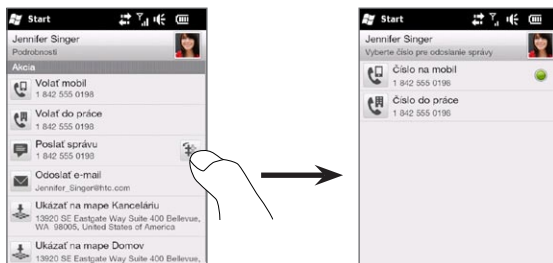 Start
Jennifer Singer
Podrobnosti
Akcia
Volať mobil
1 842 555 0198
Volať do práce
1 842 555 0198
Poslať správu
1 842 555 0198
Odoslať e-mail
Jennifer_Singer@htc.com
Ukázať na mape Kanceláriu
13920 SE Eastgate Way Suite 400 Bellevue,
WA 98005, United States of America
Ukázať na mape Domov
13920 SE Eastgate Way Suite 400 Bellevue,
Start
Jennifer Singer
Vyberte číslo pre odoslanie správy
Číslo na mobil
1 842 555 0198
Číslo do práce
1 842 555 0196